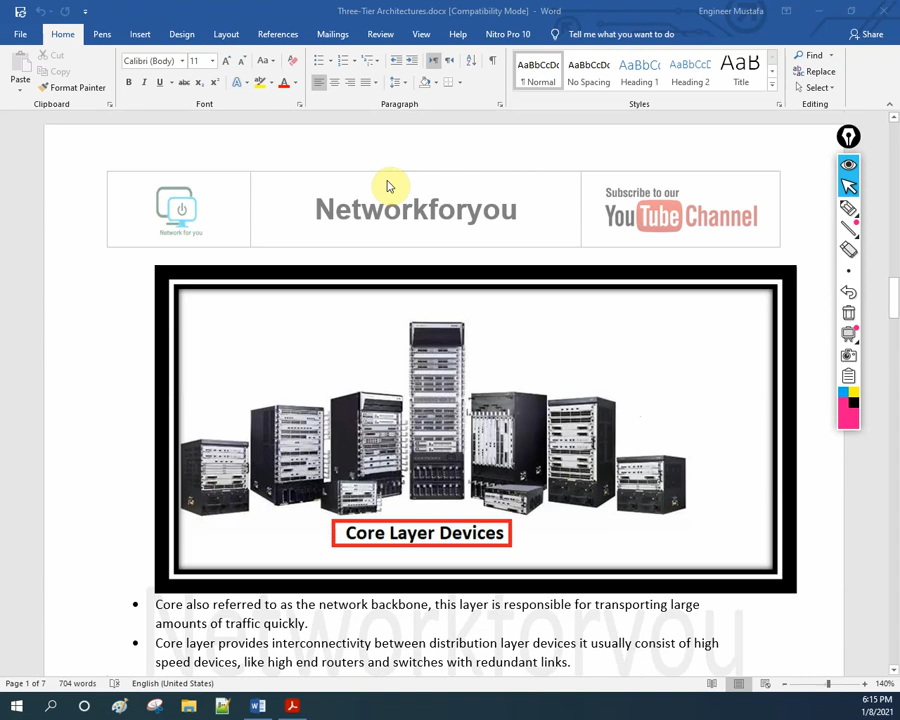 Three-Tier Architectures.docx [Compatibility Mode] - Word
Engineer Mustafa
File Home Pens Insert Design Layout References Mailings Review View Help Nitro Pro 10 Tell me what you want to do Share
Paste Cut Copy Format Painter
Calibri (Body) 11
AaBbCcDc AaBbCcDc AaBbCc AaBbCcC AaB
¶ Normal No Spacing Heading 1 Heading 2 Title
Find Replace Select
Clipboard Font Paragraph Styles Editing
Network for you
Networkforyou
Subscribe to our
YouTube Channel
Core Layer Devices
• Core also referred to as the network backbone, this layer is responsible for transporting large
amounts of traffic quickly.
• Core layer provides interconnectivity between distribution layer devices it usually consist of high
speed devices, like high end routers and switches with redundant links.
Networkforyou
Page 1 of 7 704 words English (United States) 140%
6:15 PM
1/8/2021